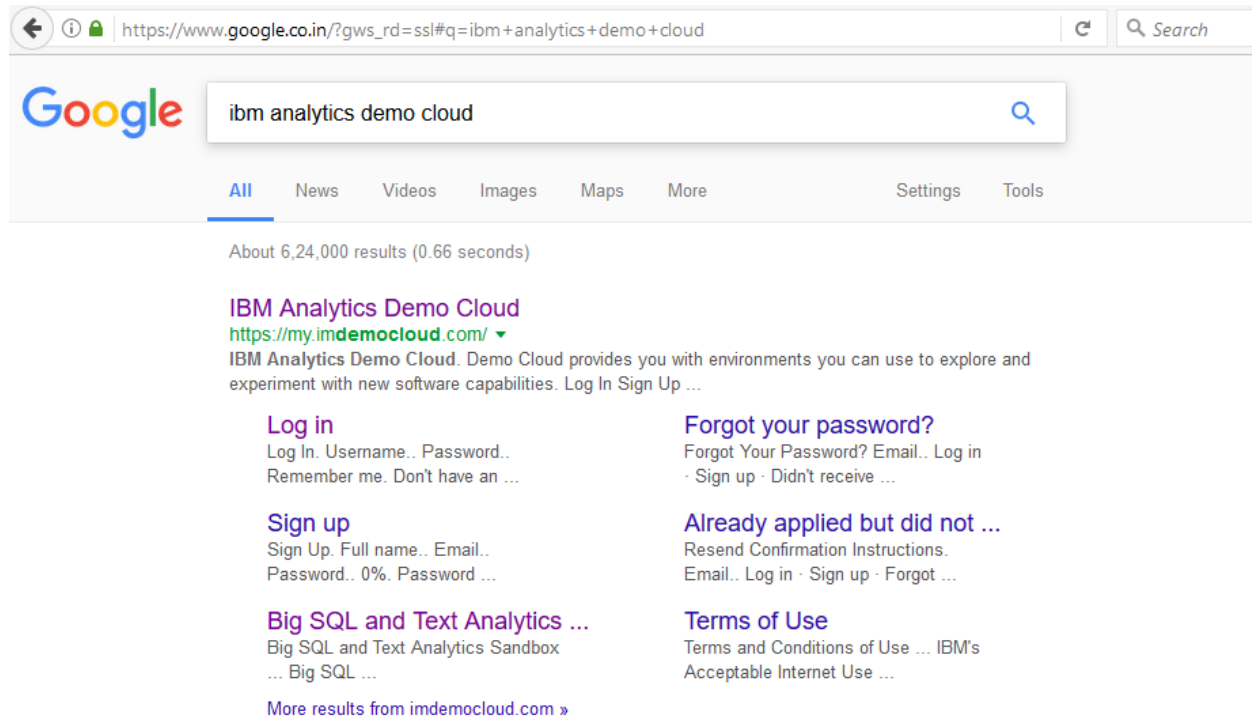 https://www.google.co.in/?gws_rd=ssl#q=ibm+analytics+demo+cloud
Search
Google
ibm analytics demo cloud
All News Videos Images Maps More Settings Tools
About 6,24,000 results (0.66 seconds)
IBM Analytics Demo Cloud
https://my.imdemocloud.com/
IBM Analytics Demo Cloud. Demo Cloud provides you with environments you can use to explore and
experiment with new software capabilities. Log In Sign Up ...
Log in
Log In. Username.. Password..
Remember me. Don't have an ...
Forgot your password?
Forgot Your Password? Email.. Log in
· Sign up · Didn't receive ...
Sign up
Sign Up. Full name.. Email..
Password.. 0%. Password ...
Already applied but did not ...
Resend Confirmation Instructions.
Email.. Log in · Sign up · Forgot ...
Big SQL and Text Analytics ...
Big SQL and Text Analytics Sandbox
... Big SQL ...
Terms of Use
Terms and Conditions of Use ... IBM's
Acceptable Internet Use ...
More results from imdemocloud.com »